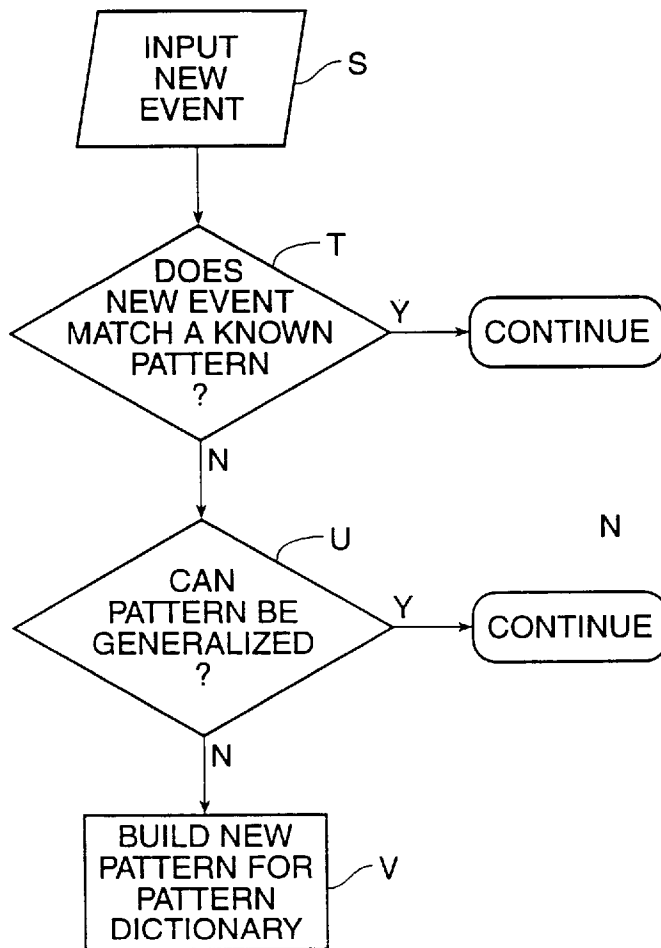 INPUT
NEW
EVENT
S
T
DOES
NEW EVENT
MATCH A KNOWN
PATTERN
?
Y
CONTINUE
N
U
N
CAN
PATTERN BE
GENERALIZED
?
Y
CONTINUE
N
BUILD NEW
PATTERN FOR
PATTERN
DICTIONARY
V